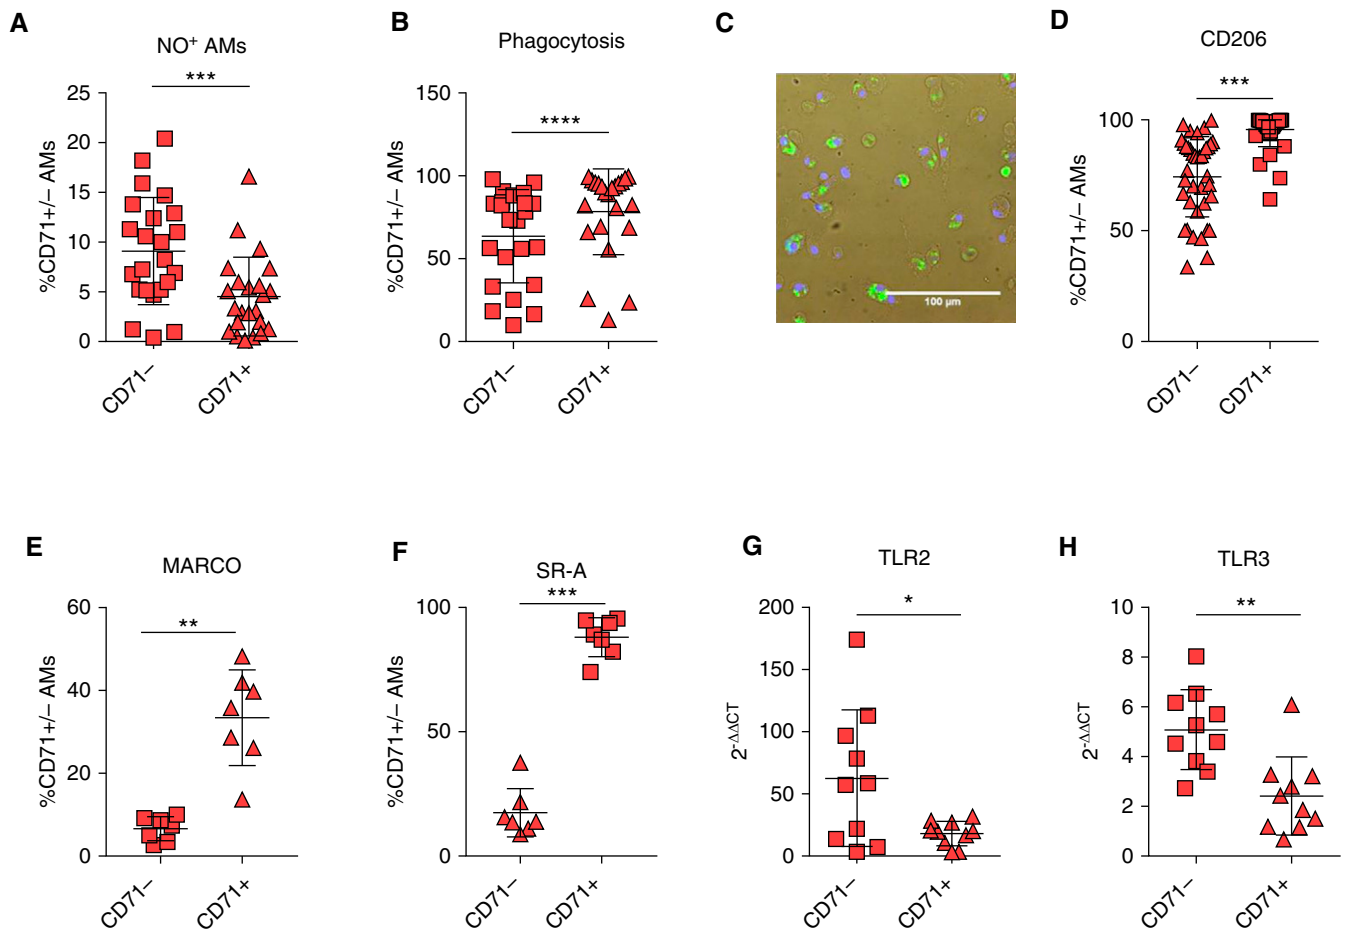 A
NO+ AMs
***
%CD71+/– AMs
25
20
15
10
5
0
CD71–
CD71+
B
Phagocytosis
****
%CD71+/– AMs
150
100
50
0
CD71–
CD71+
C
100 µm
D
CD206
***
%CD71+/– AMs
100
50
0
CD71–
CD71+
E
MARCO
**
%CD71+/– AMs
60
40
20
0
CD71–
CD71+
F
SR-A
***
%CD71+/– AMs
100
50
0
CD71–
CD71+
G
TLR2
*
2-ΔΔCT
200
150
100
50
0
CD71–
CD71+
H
TLR3
**
2-ΔΔCT
10
8
6
4
2
0
CD71–
CD71+